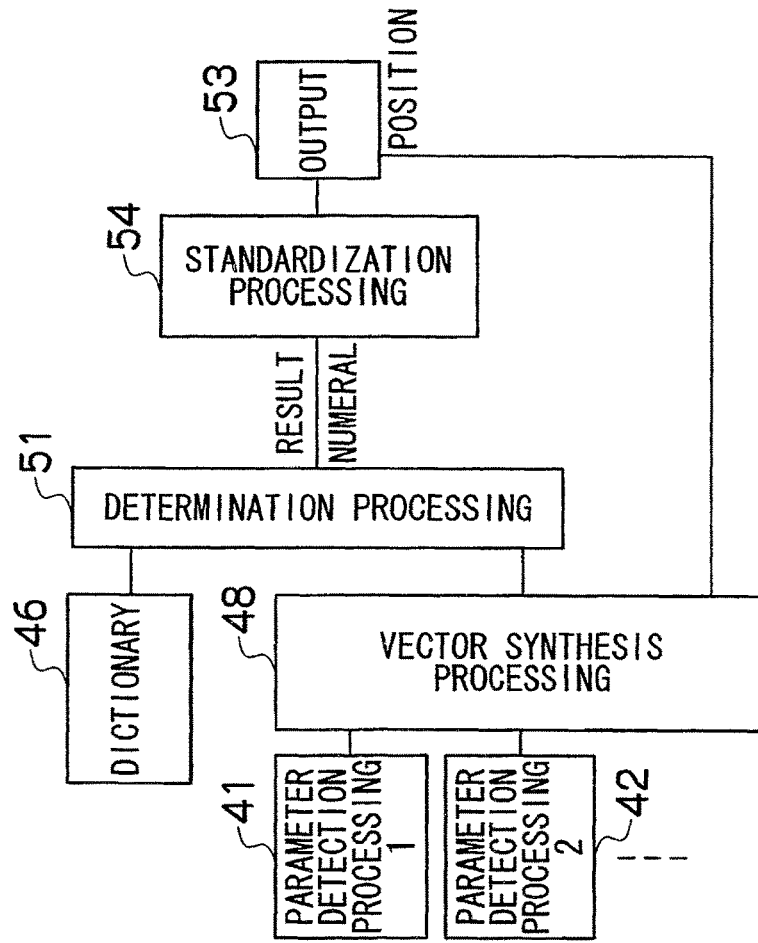 46
DICTIONARY
51
DETERMINATION PROCESSING
RESULT
NUMERAL
54
STANDARDIZATION
PROCESSING
53
OUTPUT
POSITION
41
PARAMETER
DETECTION
PROCESSING
1
PARAMETER
DETECTION
PROCESSING
2
42
48
VECTOR SYNTHESIS
PROCESSING